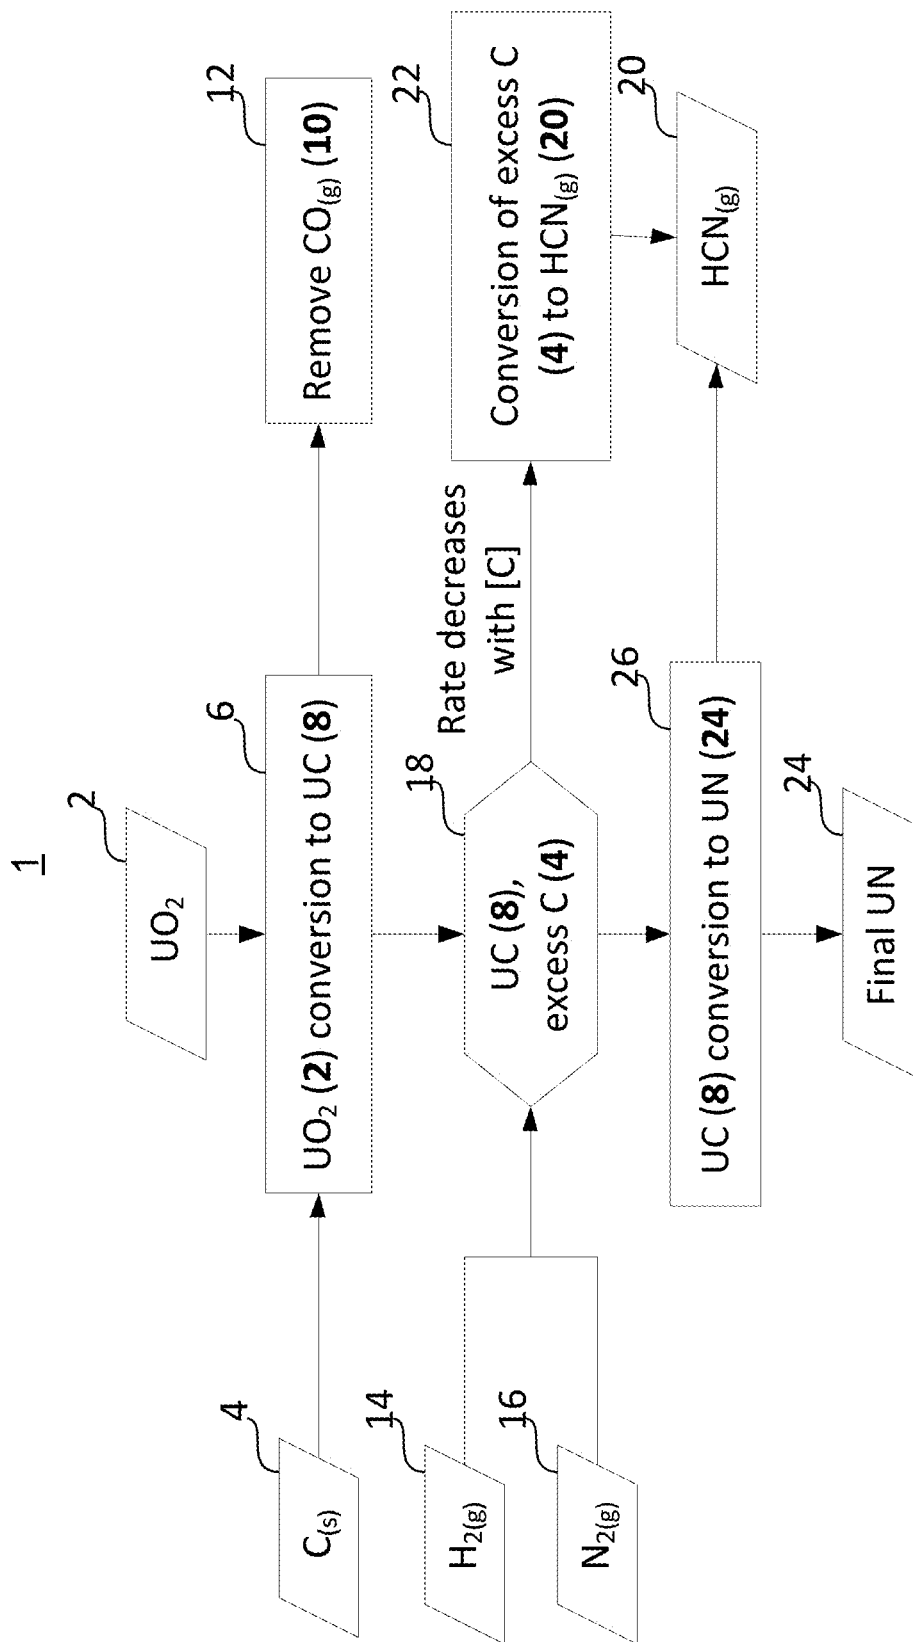 1
2
UO₂
4
C(s)
6
UO₂ (2) conversion to UC (8)
12
Remove CO(g) (10)
14
H₂(g)
16
N₂(g)
18
UC (8),
excess C (4)
Rate decreases
with [C]
22
Conversion of excess C
(4) to HCN(g) (20)
26
UC (8) conversion to UN (24)
20
HCN(g)
24
Final UN